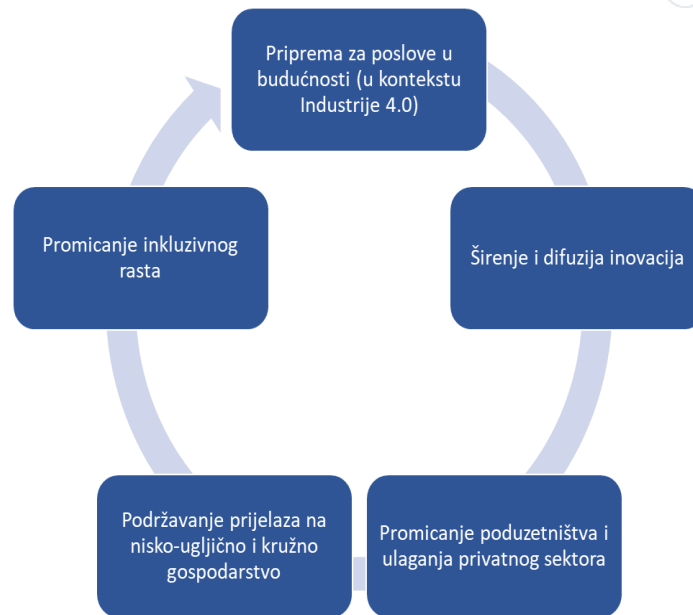 Priprema za poslove u
budućnosti (u kontekstu
Industrije 4.0)
Širenje i difuzija inovacija
Promicanje poduzetništva i
ulaganja privatnog sektora
Podržavanje prijelaza na
nisko-ugljično i kružno
gospodarstvo
Promicanje inkluzivnog
rasta